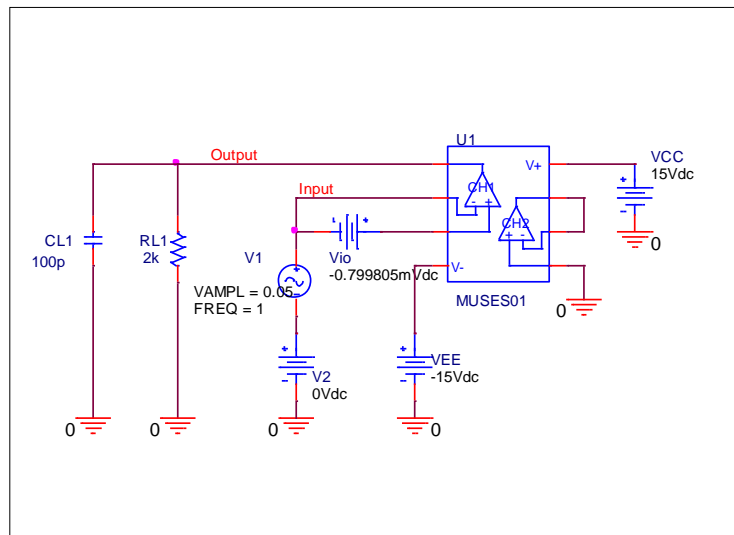 U1
Output
V+
VCC
15Vdc
CH1
- +
Input
CH2
+ -
CL1
100p
RL1
2k
V1
Vio
-0.799805mVdc
V-
0
VAMPL = 0.05
FREQ = 1
MUSES01
0
V2
0Vdc
VEE
-15Vdc
0
0
0
0